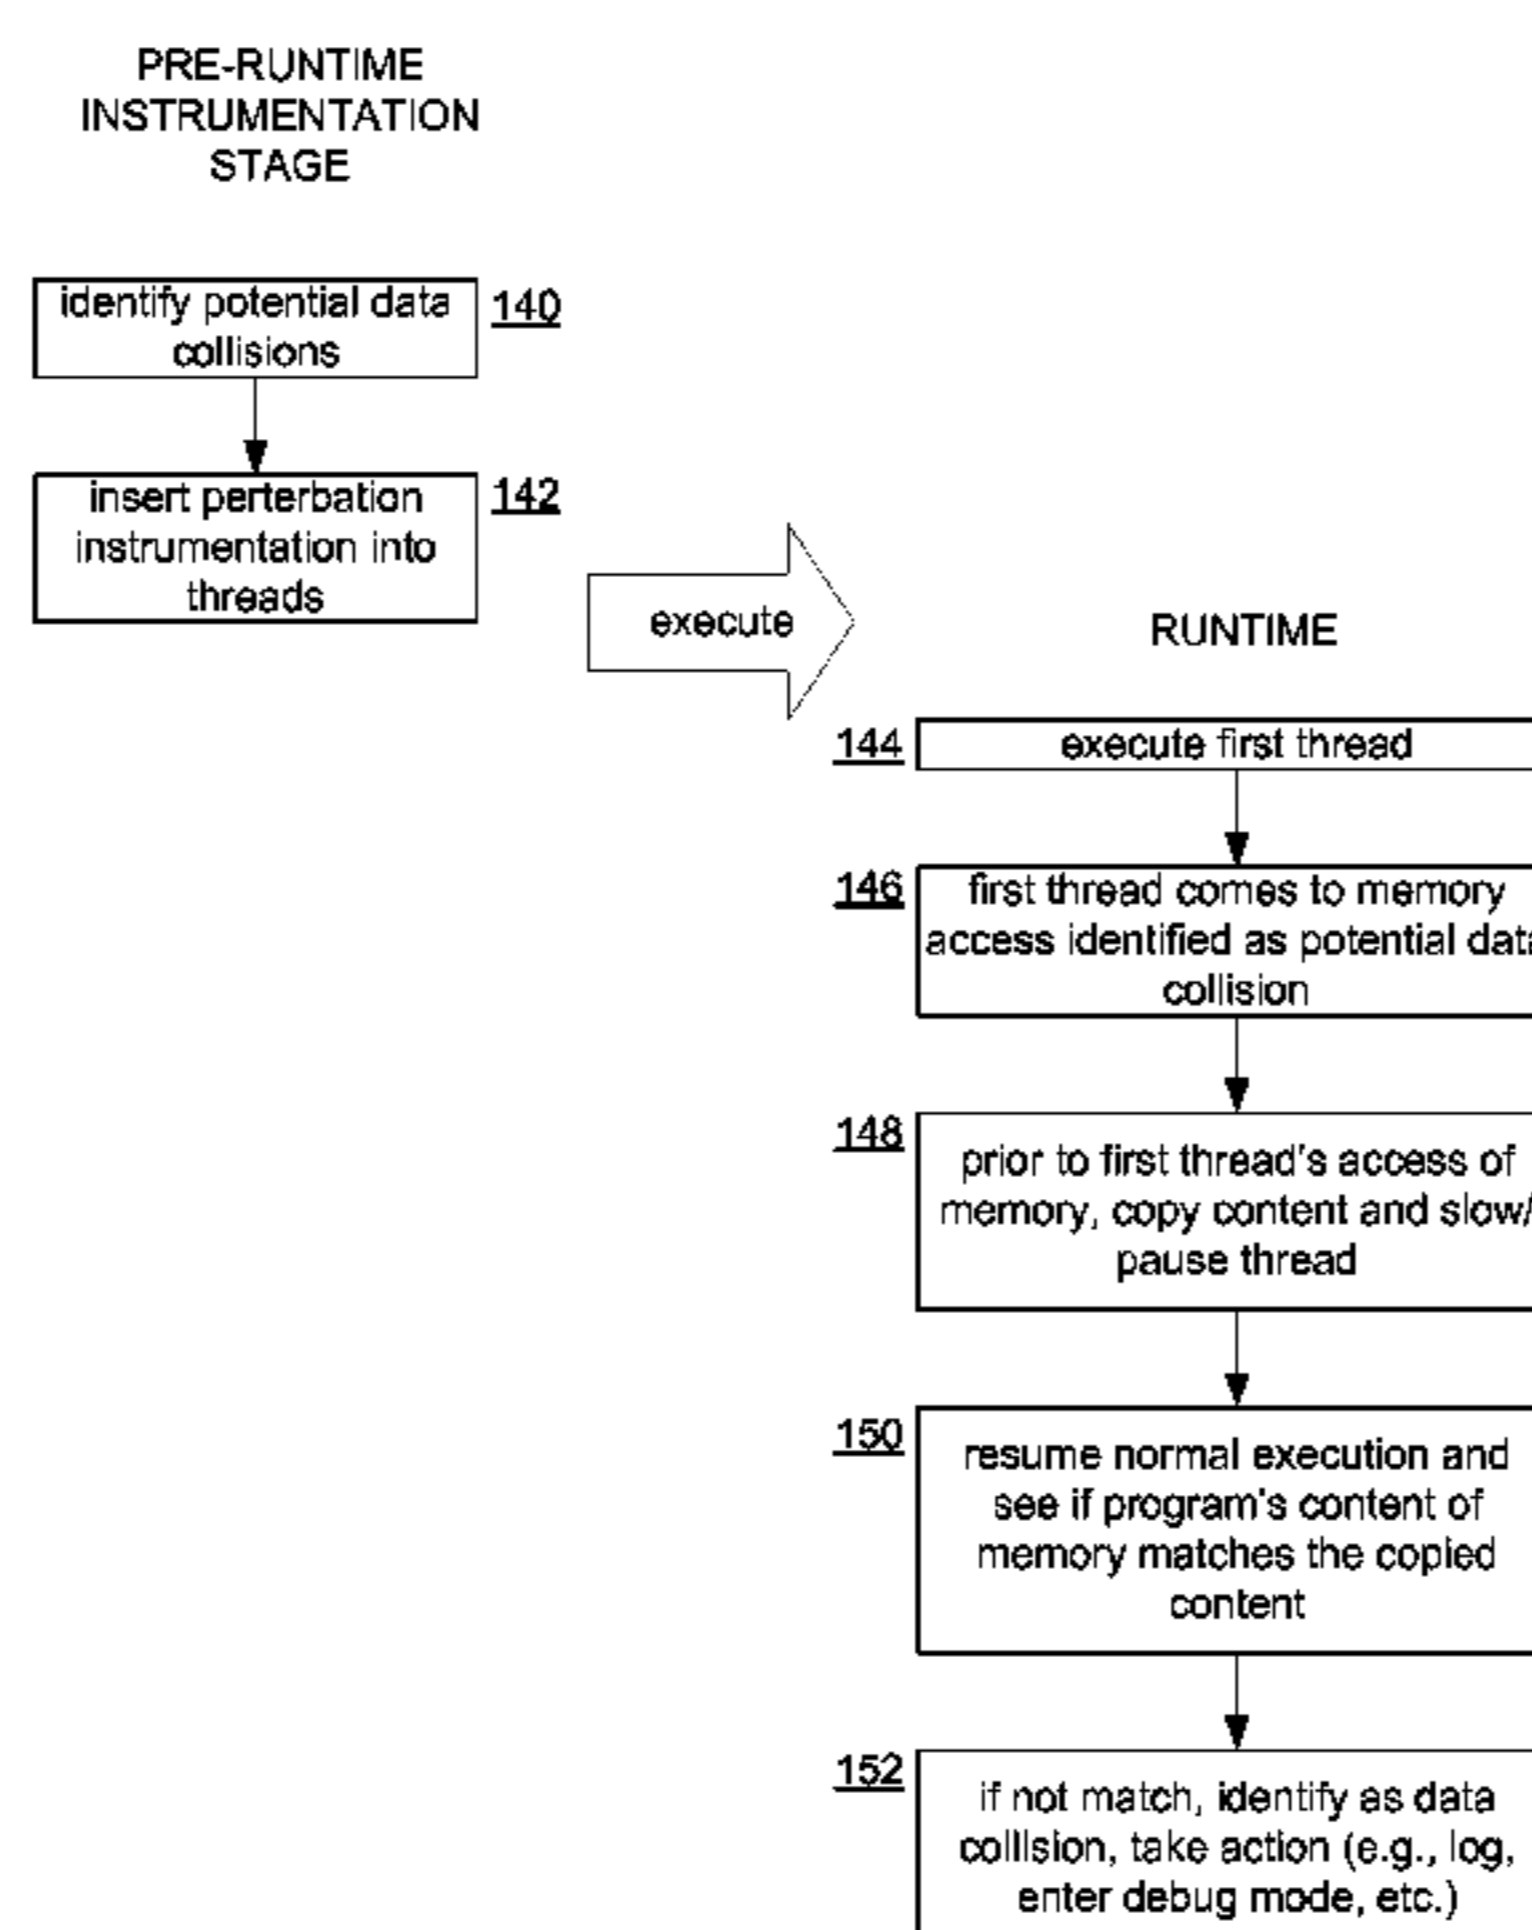 PRE-RUNTIME
INSTRUMENTATION
STAGE
identify potential data
collisions
140
insert perterbation
instrumentation into
threads
142
execute
RUNTIME
144
execute first thread
146
first thread comes to memory
access identified as potential data
collision
148
prior to first thread's access of
memory, copy content and slow/
pause thread
150
resume normal execution and
see if program's content of
memory matches the copied
content
152
if not match, identify as data
collision, take action (e.g., log,
enter debug mode, etc.)